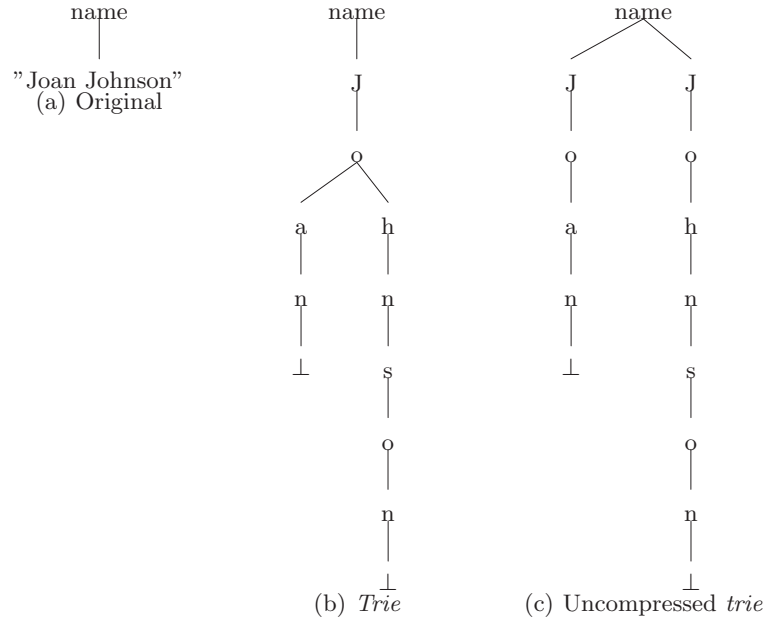 name name name
"Joan Johnson" J J J
(a) Original
o o o
a h a h
n n n n
⊥ s ⊥ s
o o
n n
⊥ ⊥
(b) Trie (c) Uncompressed trie